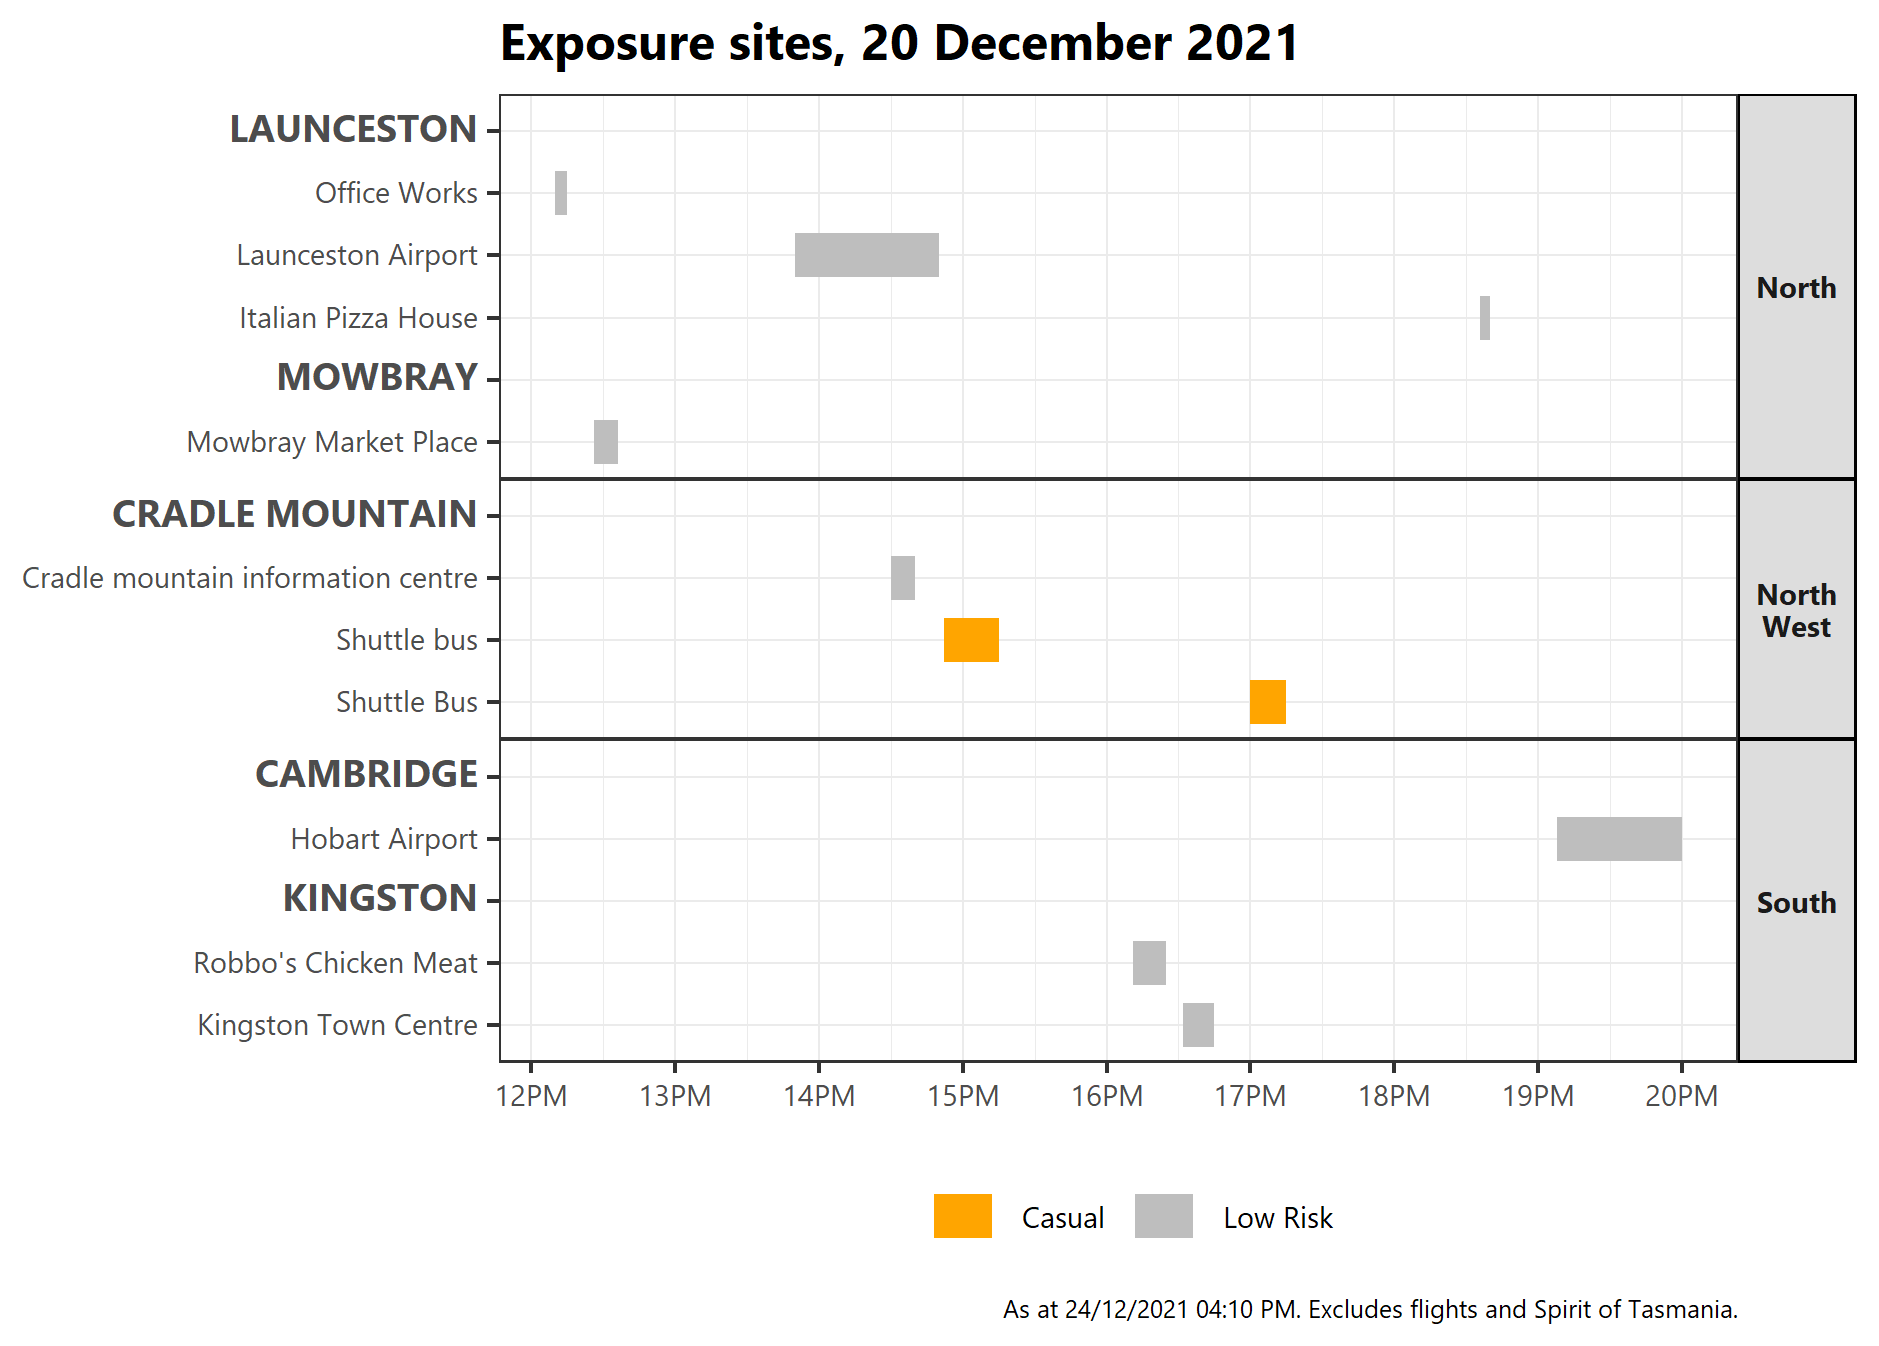 Exposure sites, 20 December 2021
LAUNCESTON
Office Works
Launceston Airport
Italian Pizza House
MOWBRAY
Mowbray Market Place
North
CRADLE MOUNTAIN
Cradle mountain information centre
Shuttle bus
Shuttle Bus
North
West
CAMBRIDGE
Hobart Airport
KINGSTON
Robbo's Chicken Meat
Kingston Town Centre
South
12PM 13PM 14PM 15PM 16PM 17PM 18PM 19PM 20PM
Casual Low Risk
As at 24/12/2021 04:10 PM. Excludes flights and Spirit of Tasmania.